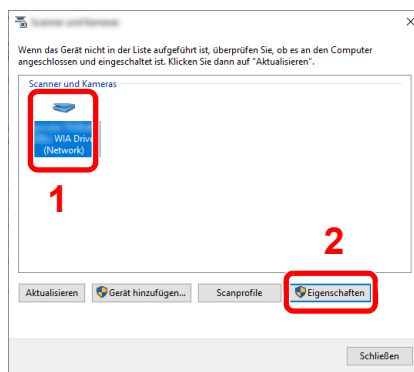 Wenn das Gerät nicht in der Liste aufgeführt ist, überprüfen Sie, ob es an den Computer
angeschlossen und eingeschaltet ist. Klicken Sie dann auf "Aktualisieren".
Scanner und Kameras
WIA Driv
(Network)
1
2
Aktualisieren
Gerät hinzufügen...
Scanprofile
Eigenschaften
Schließen